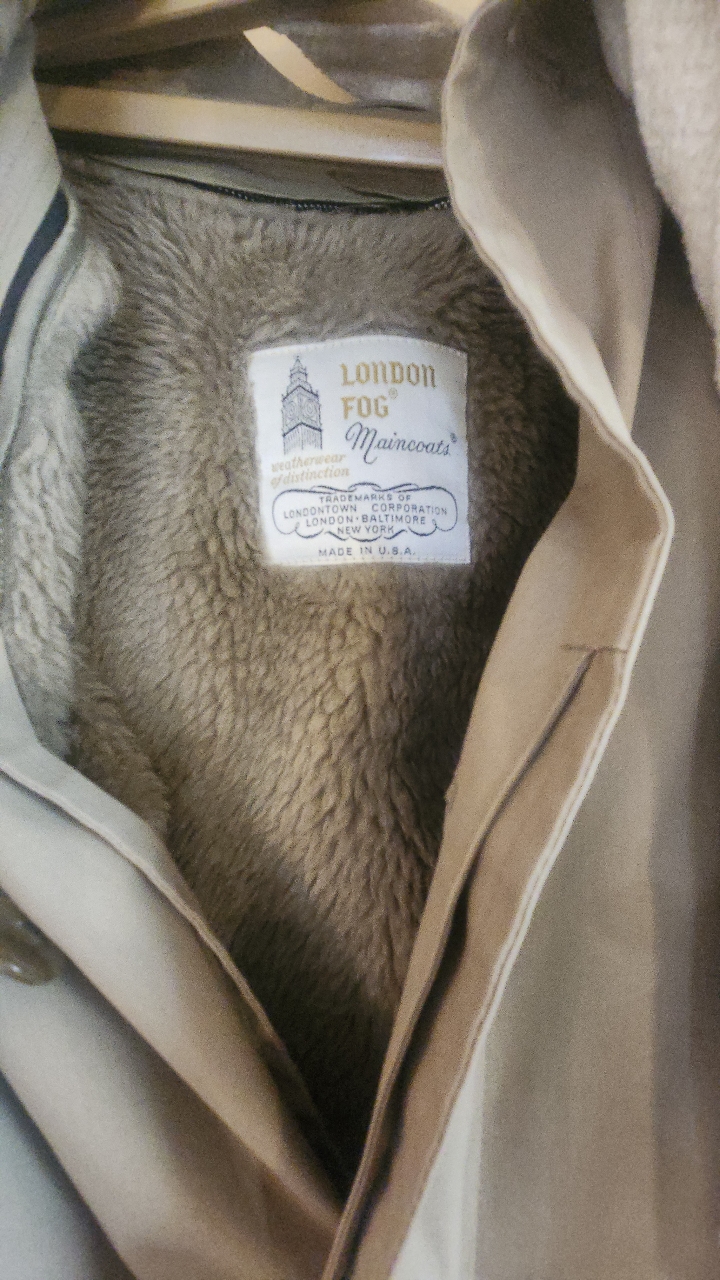 LONDON
FOG®
Maincoats®
weatherwear
of distinction
TRADEMARKS OF
LONDONTOWN CORPORATION
LONDON·BALTIMORE
NEW YORK
MADE IN U.S.A.